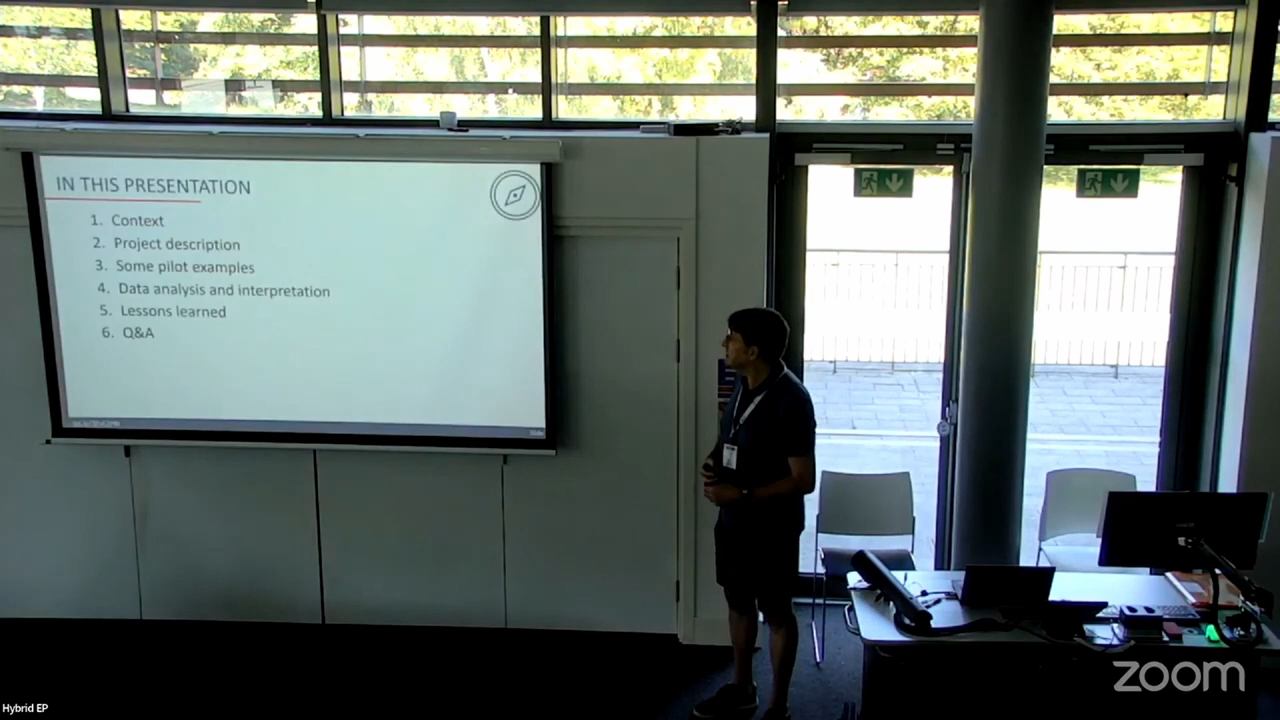 IN THIS PRESENTATION
1. Context
2. Project description
3. Some pilot examples
4. Data analysis and interpretation
5. Lessons learned
6. Q&A
zoom
Hybrid EP